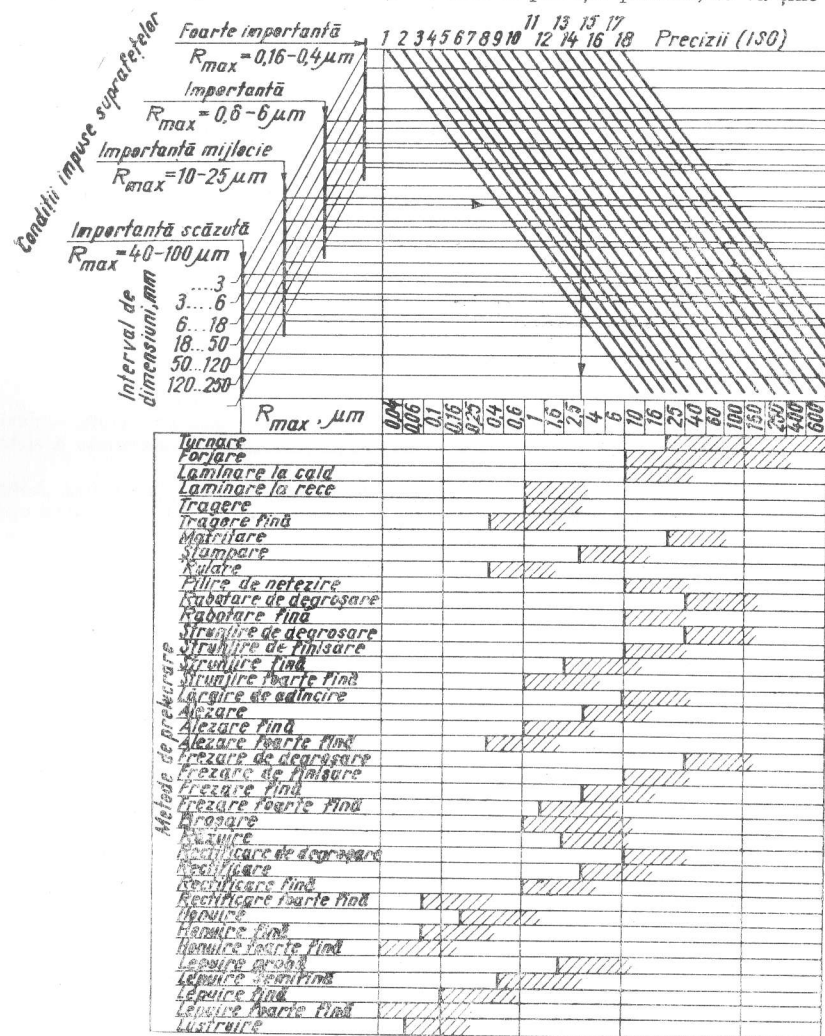 Condiții impuse suprafețelor
Foarte importantă
R max = 0,16-0,4 μm
Importantă
R max = 0,6-6 μm
Importantă mijlocie
R max = 10-25 μm
Importantă scăzută
R max = 40-100 μm
Interval de dimensiuni, mm
....3
3...6
6...18
18...50
50...120
120...250
1 2 3 4 5 6 7 8 9 10 11 12 13 14 15 16 17 18 Precizii (ISO)
R max, μm
0,04 0,06 0,1 0,16 0,25 0,4 0,6 1 1,6 2,5 4 6 10 16 25 40 60 100 150 250 400 600
Metode de prelucrare
Turnare
Forjare
Laminare la cald
Laminare la rece
Tragere
Tragere fină
Matrițare
Ștampare
Rulare
Pilire de netezire
Rabotare de degroșare
Rabotare fină
Strunjire de degroșare
Strunjire de finisare
Strunjire fină
Strunjire foarte fină
Lărgire de adîncire
Alezare
Alezare fină
Alezare foarte fină
Frezare de degroșare
Frezare de finisare
Frezare fină
Frezare foarte fină
Broșare
Răzuire
Rectificare de degroșare
Rectificare
Rectificare fină
Rectificare foarte fină
Honuire
Honuire fină
Honuire foarte fină
Lepuire grobă
Lepuire semifină
Lepuire fină
Lepuire foarte fină
Lustruire